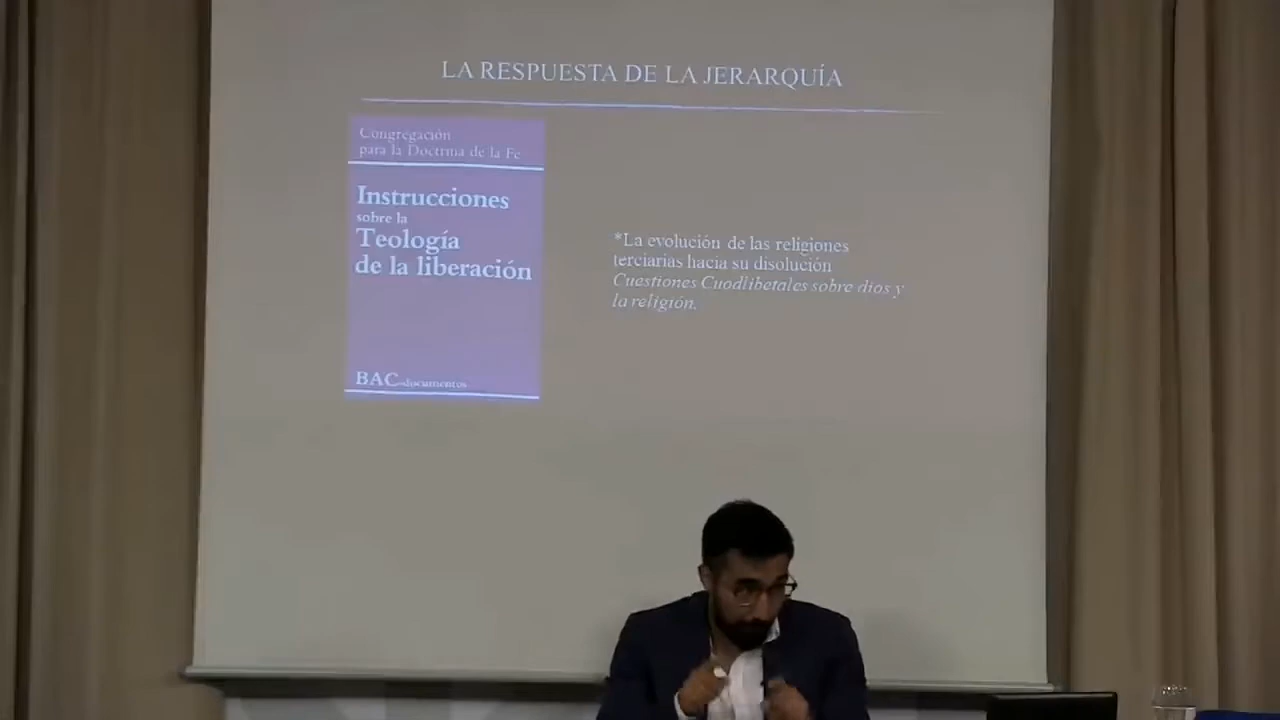 LA RESPUESTA DE LA JERARQUÍA
Congregación
para la Doctrina de la Fe
Instrucciones
sobre la
Teología
de la liberación
BAC-documentos
*La evolución de las religiones
terciarias hacia su disolución
Cuestiones Cuodlibetales sobre dios y
la religión.